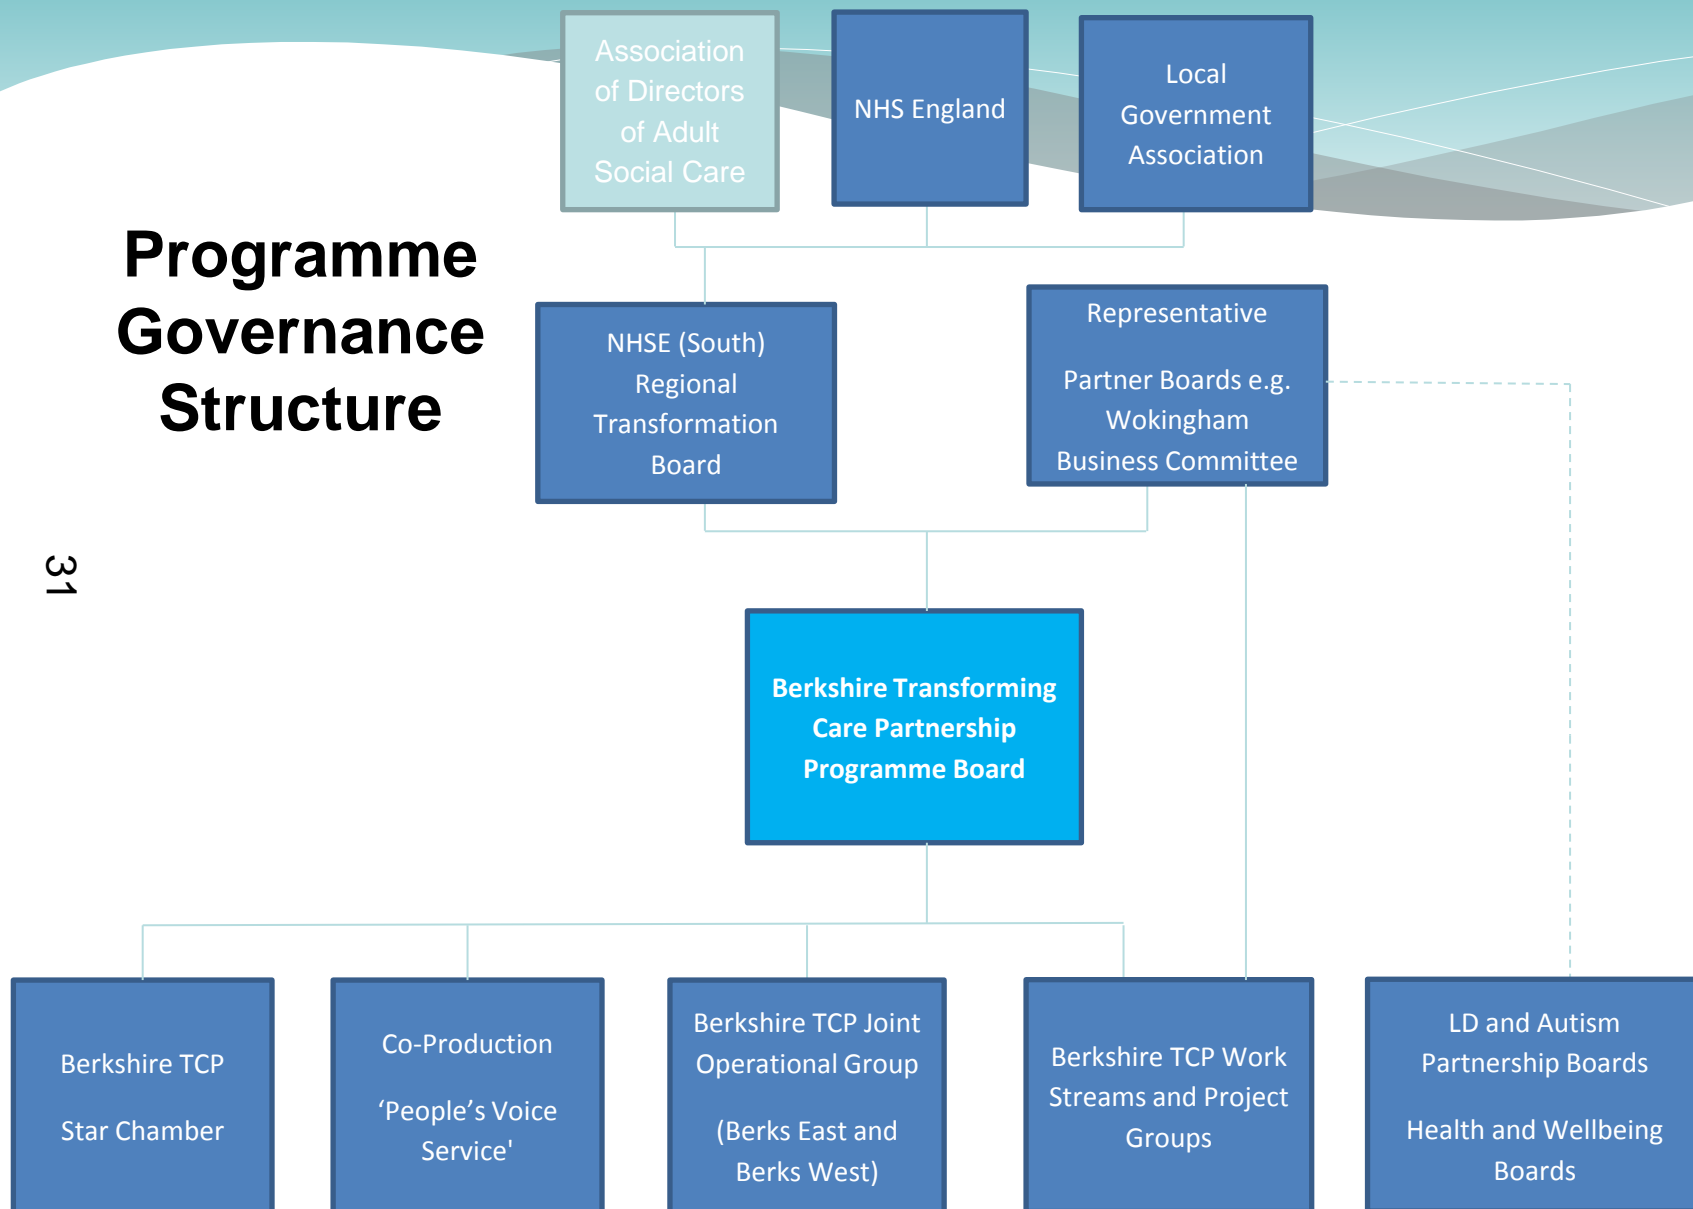 Association
of Directors
of Adult
Social Care
NHS England
Local
Government
Association
Programme
Governance
Structure
NHSE (South)
Regional
Transformation
Board
Representative
Partner Boards e.g.
Wokingham
Business Committee
31
Berkshire Transforming
Care Partnership
Programme Board
Berkshire TCP
Star Chamber
Co-Production
‘People’s Voice
Service'
Berkshire TCP Joint
Operational Group
(Berks East and
Berks West)
Berkshire TCP Work
Streams and Project
Groups
LD and Autism
Partnership Boards
Health and Wellbeing
Boards